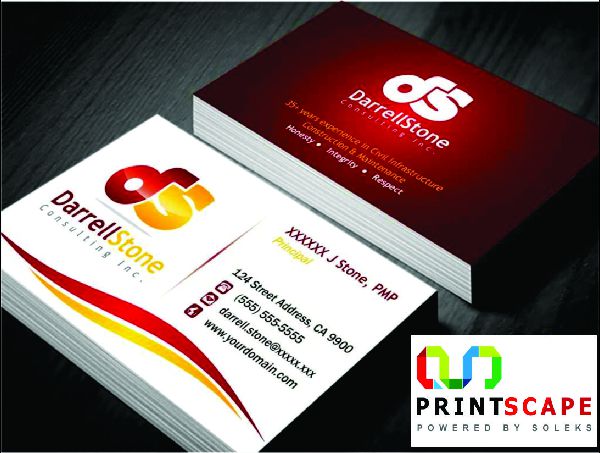 DarrellStone
Consulting Inc.
35+ years experience in Civil Infrastructure
Construction & Maintenance
Honesty • Integrity • Respect
DarrellStone
Consulting Inc.
XXXXXX J Stone, PMP
Principal
124 Street Address, CA 9900
(555) 555-5555
darrell.stone@xxxx.xxx
www.yourdomain.com
PRINTSCAPE
POWERED BY SOLEKS